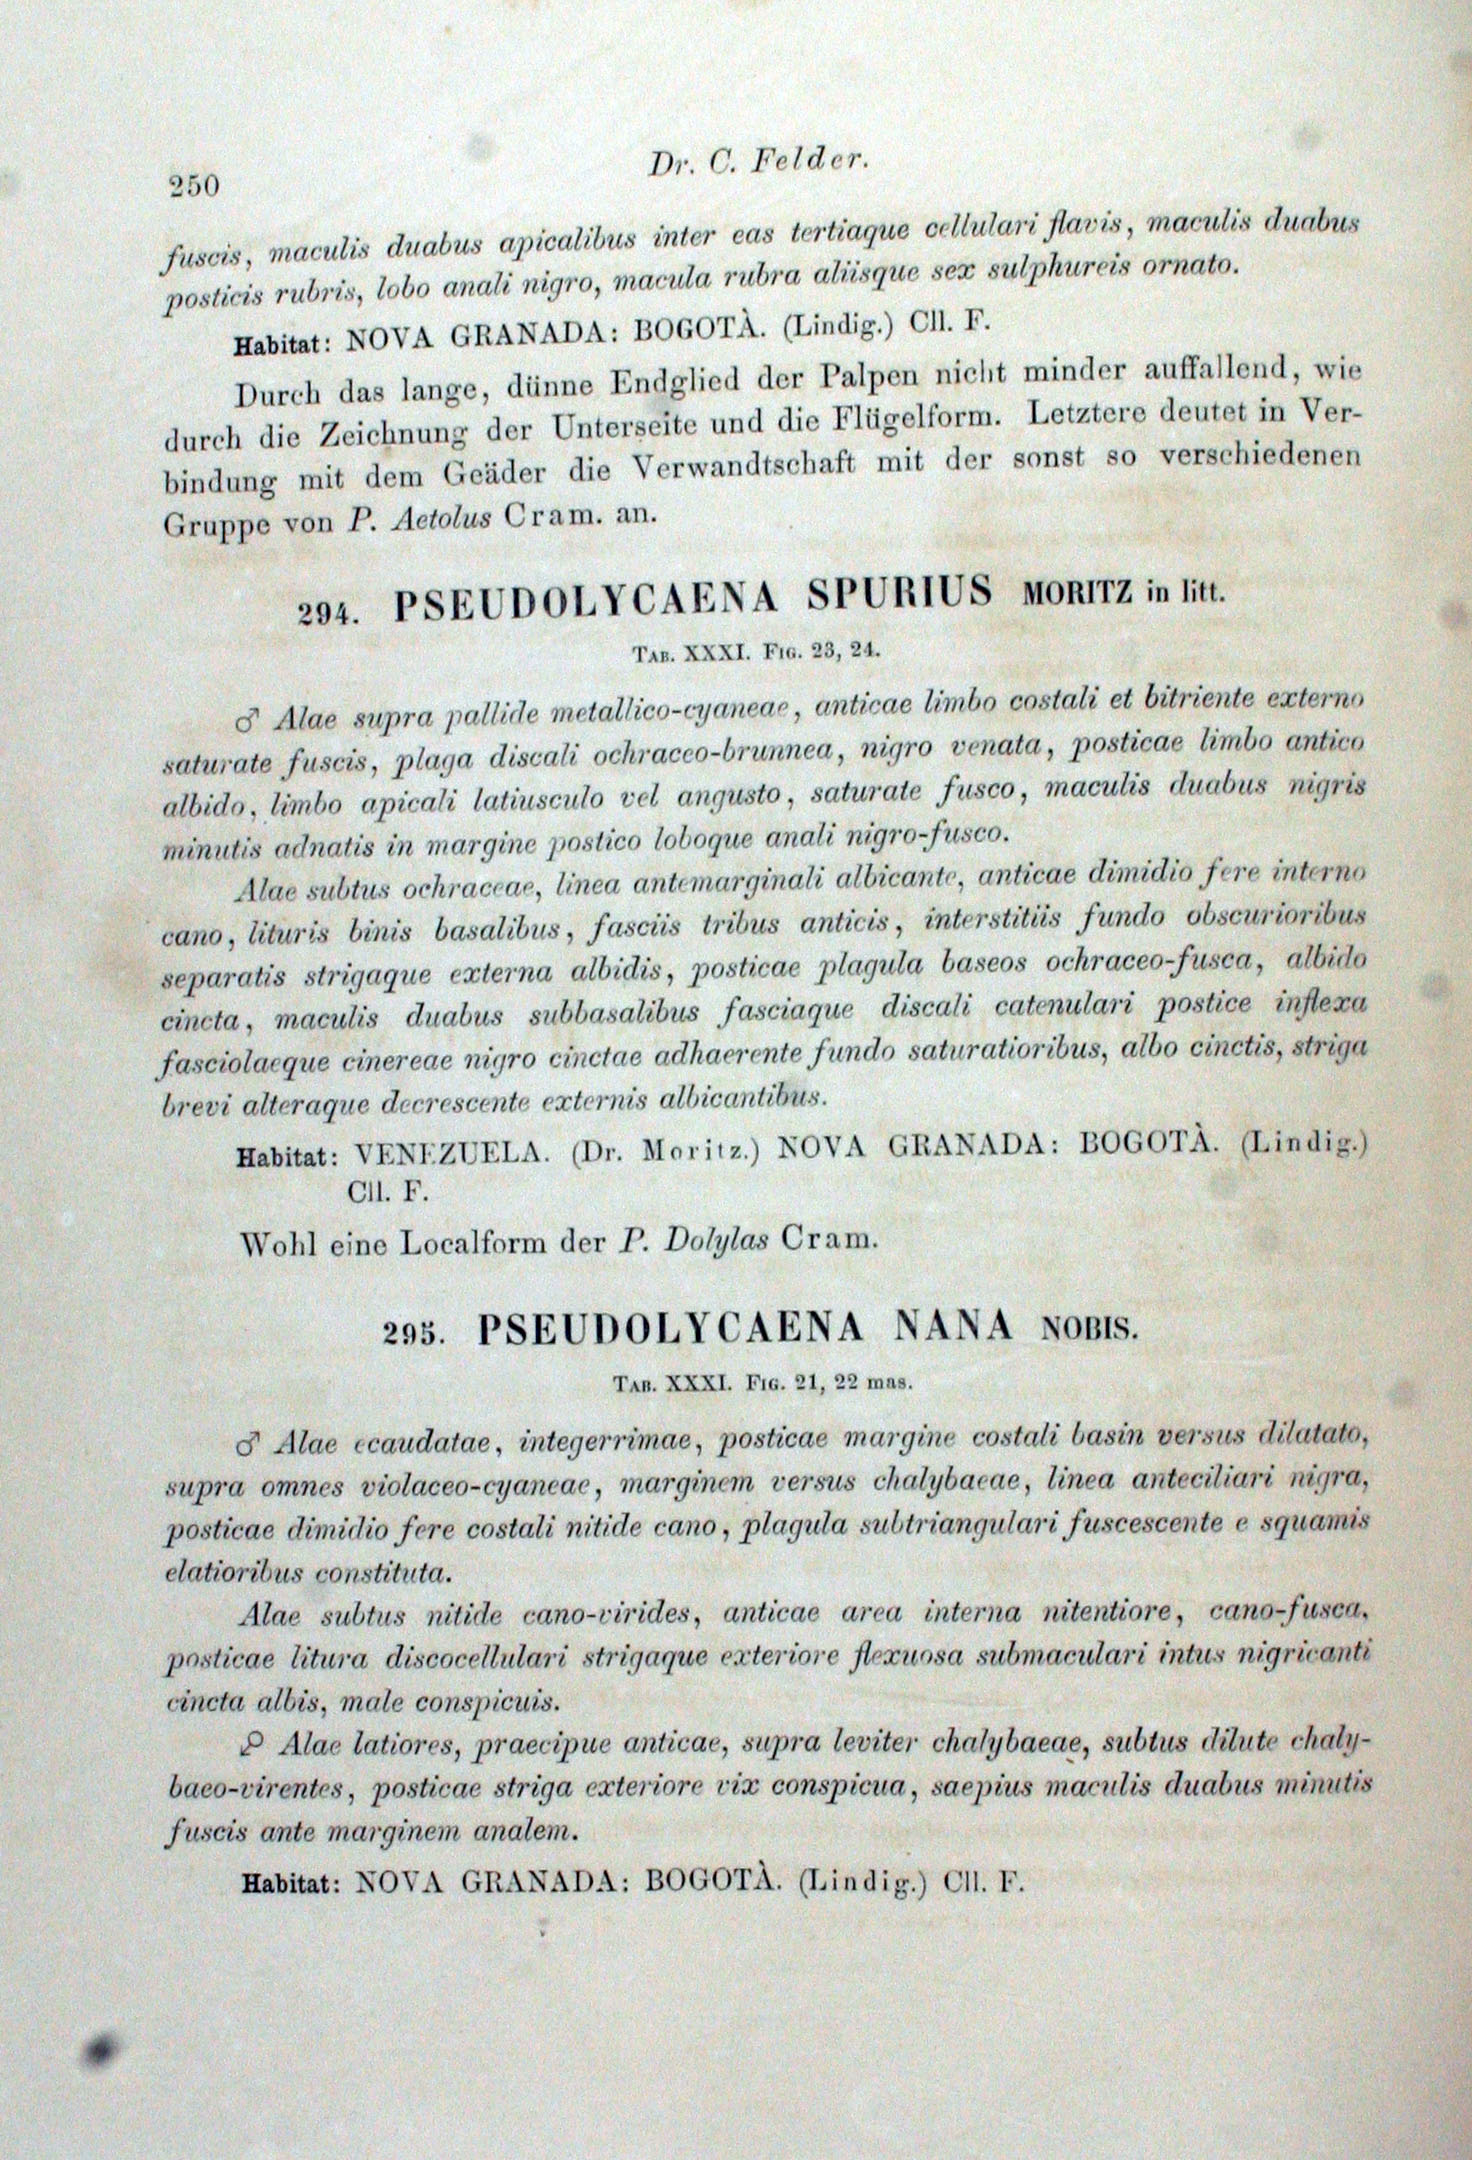 250
Dr. C. Felder.
fuscis, maculis duabus apicalibus inter eas tertiaque cellulari flavis, maculis duabus
posticis rubris, lobo anali nigro, macula rubra aliisque sex sulphureis ornato.
Habitat: NOVA GRANADA: BOGOTÀ. (Lindig.) Cll. F.
Durch das lange, dünne Endglied der Palpen nicht minder auffallend, wie
durch die Zeichnung der Unterseite und die Flügelform. Letztere deutet in Ver-
bindung mit dem Geäder die Verwandtschaft mit der sonst so verschiedenen
Gruppe von P. Aetolus Cram. an.
294. PSEUDOLYCAENA SPURIUS MORITZ in litt.
TAB. XXXI. FIG. 23, 24.
♂ Alae supra pallide metallico-cyaneae, anticae limbo costali et bitriente externo
saturate fuscis, plaga discali ochraceo-brunnea, nigro venata, posticae limbo antico
albido, limbo apicali latiusculo vel angusto, saturate fusco, maculis duabus nigris
minutis adnatis in margine postico loboque anali nigro-fusco.
Alae subtus ochraceae, linea antemarginali albicante, anticae dimidio fere interno
cano, lituris binis basalibus, fasciis tribus anticis, interstitiis fundo obscurioribus
separatis strigaque externa albidis, posticae plagula baseos ochraceo-fusca, albido
cincta, maculis duabus subbasalibus fasciaque discali catenulari postice inflexa
fasciolaeque cinereae nigro cinctae adhaerente fundo saturatioribus, albo cinctis, striga
brevi alteraque decrescente externis albicantibus.
Habitat: VENEZUELA. (Dr. Moritz.) NOVA GRANADA: BOGOTÀ. (Lindig.)
Cll. F.
Wohl eine Localform der P. Dolylas Cram.
295. PSEUDOLYCAENA NANA NOBIS.
TAB. XXXI. FIG. 21, 22 mas.
♂ Alae ecaudatae, integerrimae, posticae margine costali basin versus dilatato,
supra omnes violaceo-cyaneae, marginem versus chalybaeae, linea anteciliari nigra,
posticae dimidio fere costali nitide cano, plagula subtriangulari fuscescente e squamis
elatioribus constituta.
Alae subtus nitide cano-virides, anticae area interna nitentiore, cano-fusca,
posticae litura discocellulari strigaque exteriore flexuosa submaculari intus nigricanti
cincta albis, male conspicuis.
♀ Alae latiores, praecipue anticae, supra leviter chalybaeae, subtus dilute chaly-
baeo-virentes, posticae striga exteriore vix conspicua, saepius maculis duabus minutis
fuscis ante marginem analem.
Habitat: NOVA GRANADA: BOGOTÀ. (Lindig.) Cll. F.